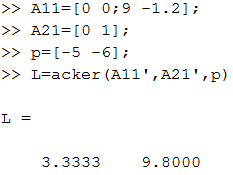 >> A11=[0 0;9 -1.2];
>> A21=[0 1];
>> p=[-5 -6];
>> L=acker(A11',A21',p)
L =
3.3333 9.8000